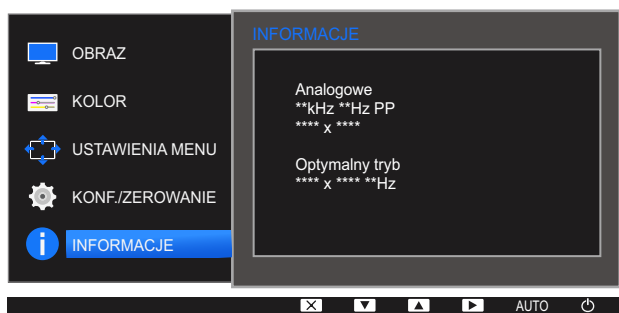 OBRAZ
KOLOR
USTAWIENIA MENU
KONF./ZEROWANIE
INFORMACJE
INFORMACJE
Analogowe
**kHz **Hz PP
**** x ****
Optymalny tryb
**** x **** **Hz
AUTO